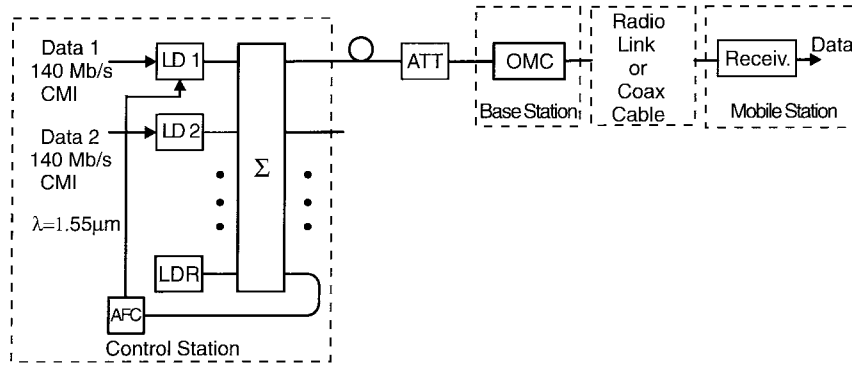 Data 1
140 Mb/s
CMI
LD 1
Data 2
140 Mb/s
CMI
LD 2
λ=1.55μm
LDR
AFC
Control Station
Σ
ATT
OMC
Base Station
Radio
Link
or
Coax
Cable
Receiv.
Data
Mobile Station